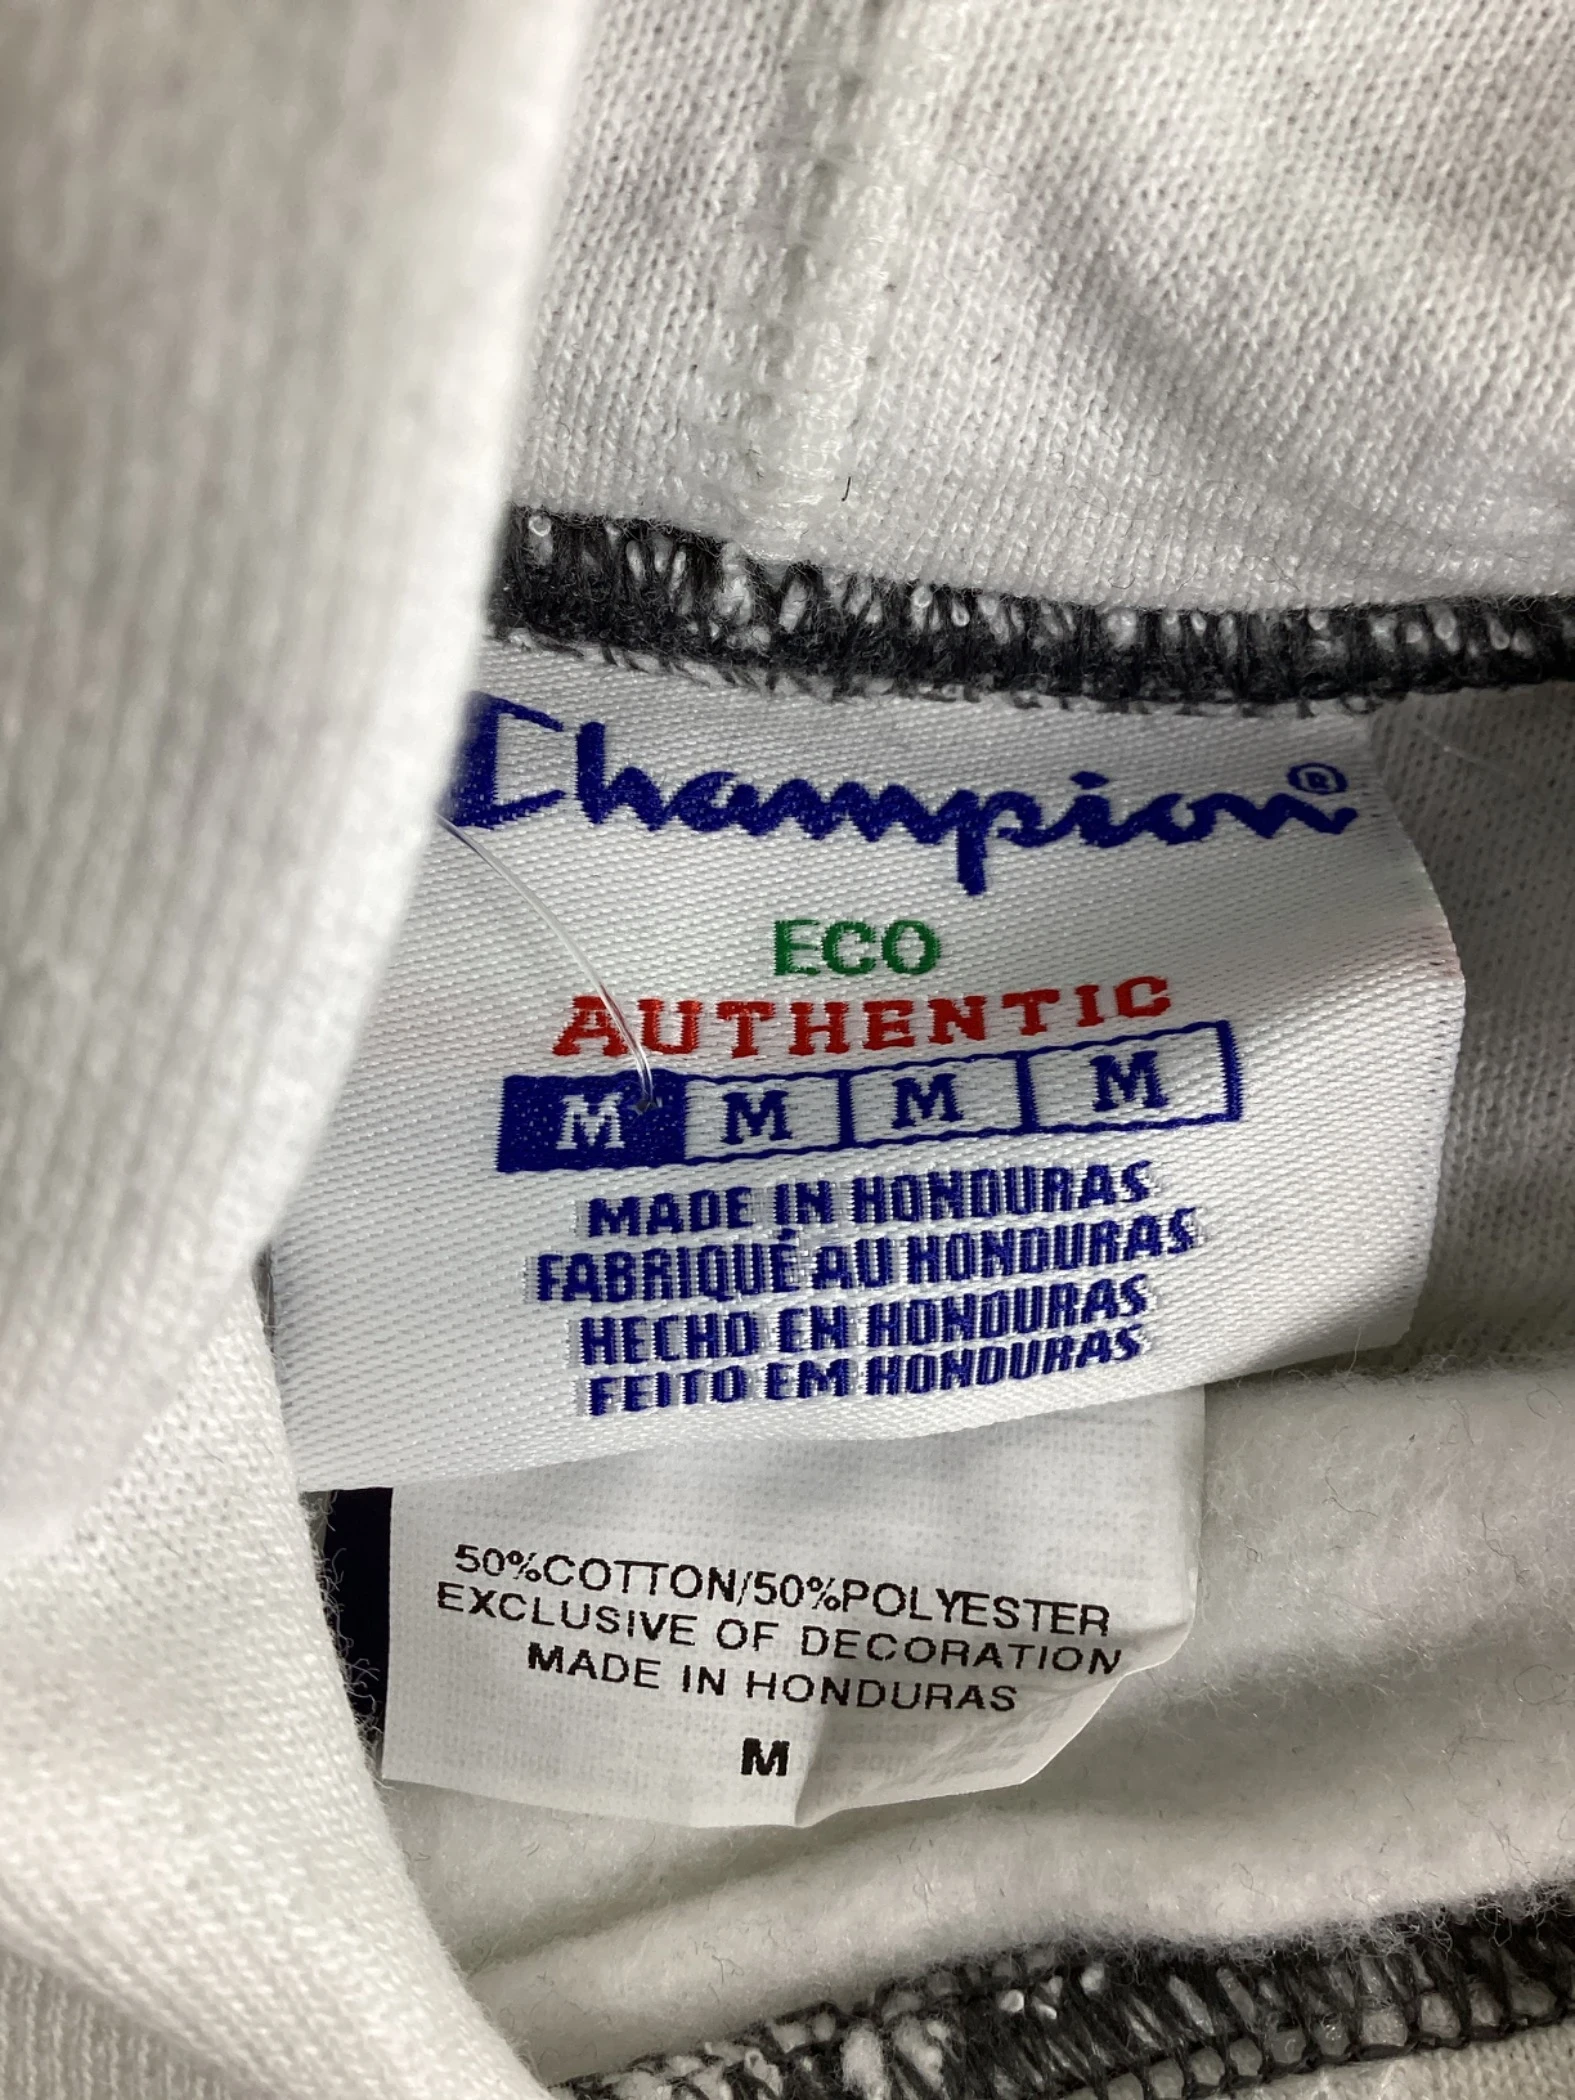 Champion®
ECO
AUTHENTIC
M M M M
MADE IN HONDURAS
FABRIQUÉ AU HONDURAS
HECHO EN HONDURAS
FEITO EM HONDURAS
50%COTTON/50%POLYESTER
EXCLUSIVE OF DECORATION
MADE IN HONDURAS
M